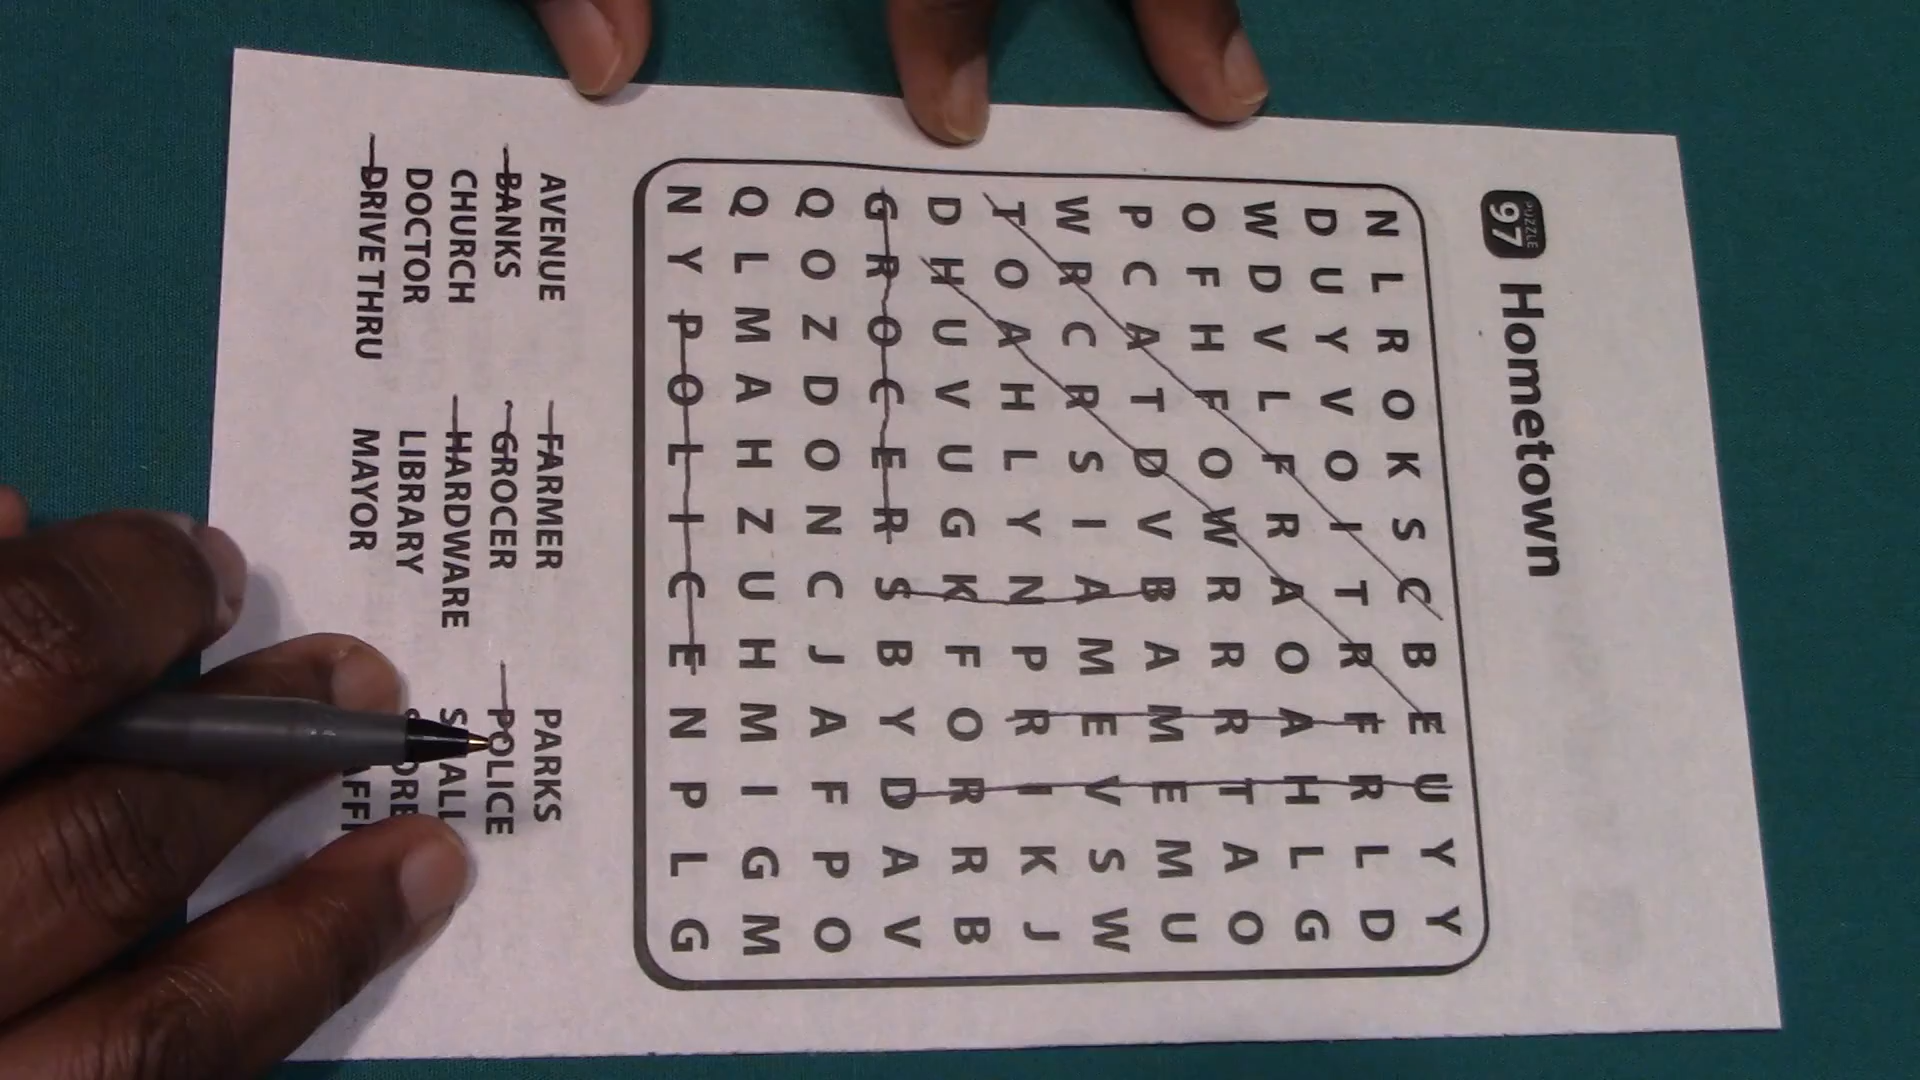 PUZZLE
97 Hometown
N L R O K S C B E U Y Y
D U Y V O I T R F R L D
W D V L F R A O A H L G
O F H F O W R R R T A O
P C A T D V B A M E M U
W R C R S I A M E V S W
T O A H L Y N P R I K J
D H U V U G K F O R R B
G R O C E R S B Y D A V
Q O Z D O N C J A F P O
Q L M A H Z U H M I G M
N Y P O L I C E N P L G
AVENUE FARMER PARKS
BANKS GROCER POLICE
CHURCH HARDWARE
DOCTOR LIBRARY
DRIVE THRU MAYOR